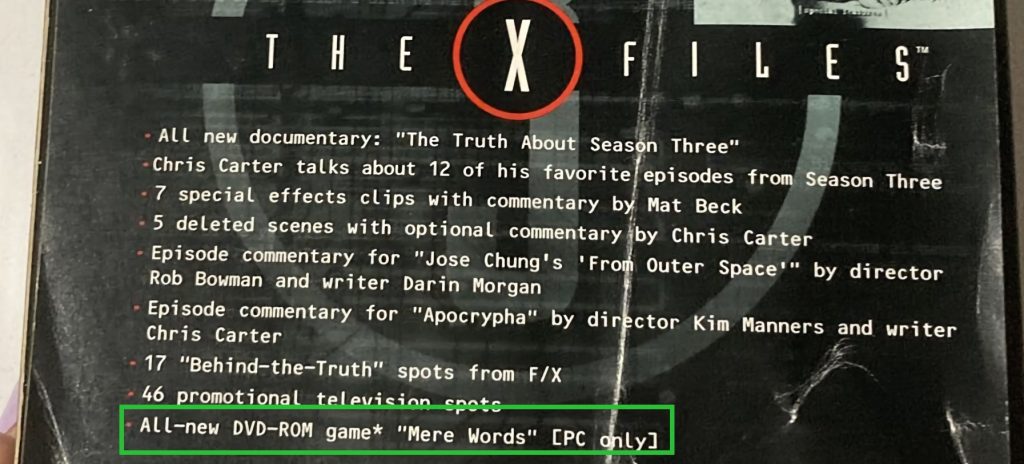 THE X FILES™
All new documentary: "The Truth About Season Three"
Chris Carter talks about 12 of his favorite episodes from Season Three
7 special effects clips with commentary by Mat Beck
5 deleted scenes with optional commentary by Chris Carter
Episode commentary for "Jose Chung's 'From Outer Space'" by director
Rob Bowman and writer Darin Morgan
Episode commentary for "Apocrypha" by director Kim Manners and writer
Chris Carter
17 "Behind-the-Truth" spots from F/X
46 promotional television spots
All-new DVD-ROM game* "Mere Words" [PC only]